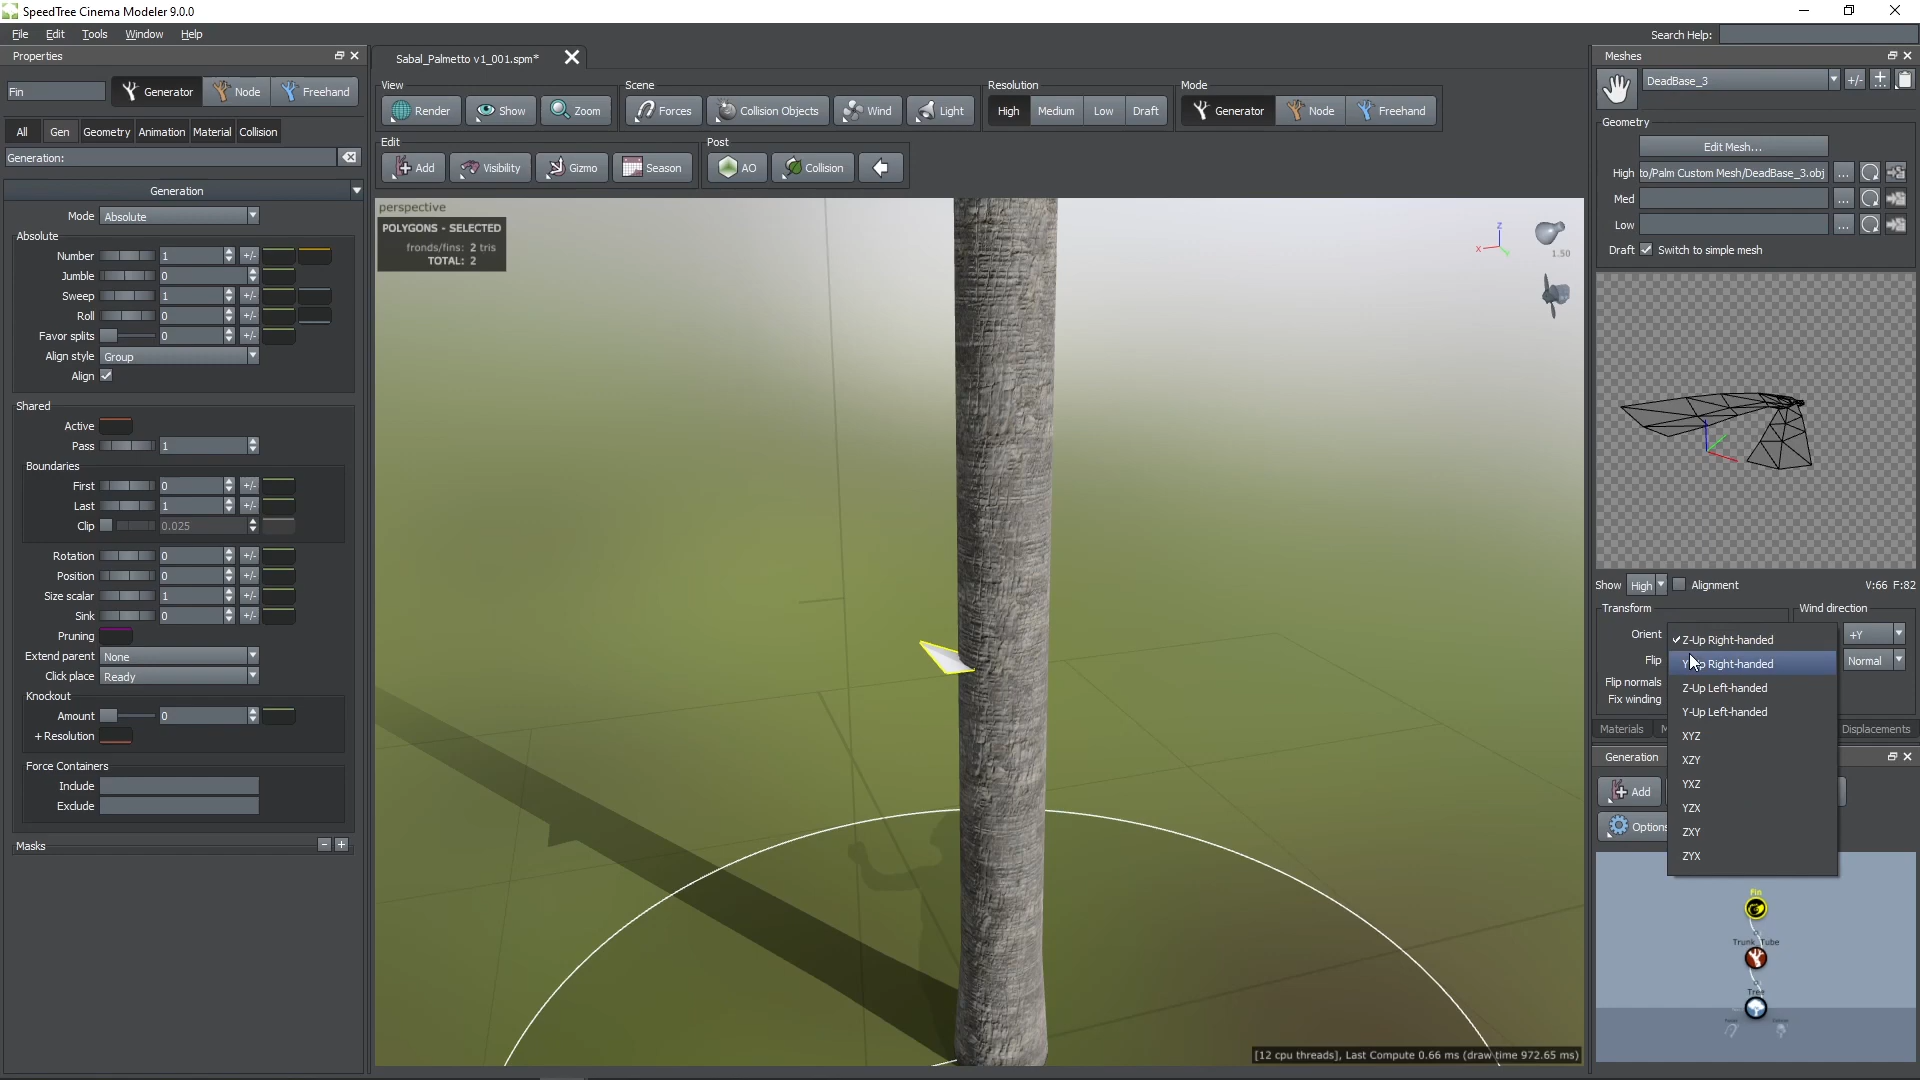 SpeedTree Cinema Modeler 9.0.0
File Edit Tools Window Help
Search Help:
Properties
Fin Generator Node Freehand
All Gen Geometry Animation Material Collision
Generation:
Generation
Mode Absolute
Absolute
Number 1 +/-
Jumble 0
Sweep 1 +/-
Roll 0 +/-
Favor splits 0 +/-
Align style Group
Align
Shared
Active
Pass 1
Boundaries
First 0 +/-
Last 1 +/-
Clip 0.025
Rotation 0 +/-
Position 0 +/-
Size scalar 1 +/-
Sink 0 +/-
Pruning
Extend parent None
Click place Ready
Knockout
Amount 0
+ Resolution
Force Containers
Include
Exclude
Masks - +
Sabal_Palmetto v1_001.spm*
View Scene Resolution Mode
Render Show Zoom Forces Collision Objects Wind Light High Medium Low Draft Generator Node Freehand
Edit Post
Add Visibility Gizmo Season AO Collision
perspective
POLYGONS - SELECTED
fronds/fins: 2 tris
TOTAL: 2
Z
X
Y
1.50
[12 cpu threads], Last Compute 0.66 ms (draw time 972.65 ms)
Meshes
DeadBase_3 +/-
Geometry
Edit Mesh...
High to/Palm Custom Mesh/DeadBase_3.obj ...
Med ...
Low ...
Draft Switch to simple mesh
Show High Alignment V:66 F:82
Transform Wind direction
Orient +Y
Flip Normal
Flip normals
Fix winding
Z-Up Right-handed
Right-handed
Z-Up Left-handed
Y-Up Left-handed
XYZ
XZY
YXZ
YZX
ZXY
ZYX
Materials Displacements
Generation
Add
Options
Fin
Trunk Tube
Tree